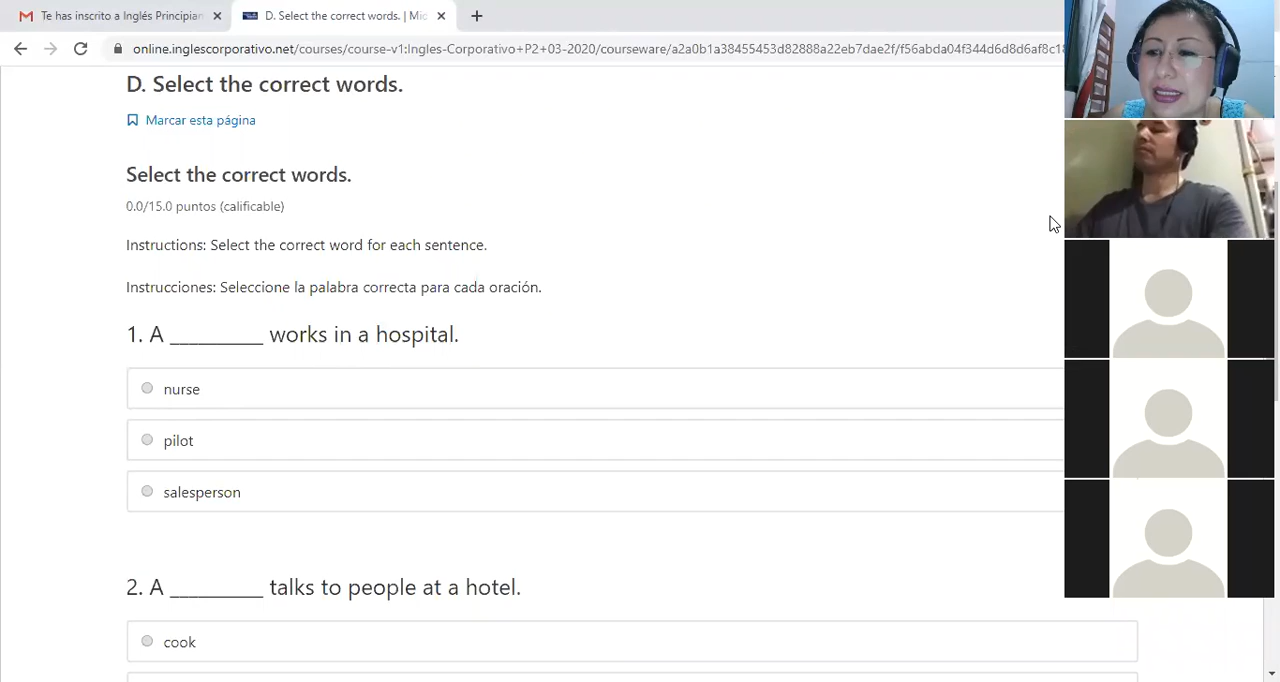 Te has inscrito a Inglés Principian
D. Select the correct words. | Mic
online.inglescorporativo.net/courses/course-v1:Ingles-Corporativo+P2+03-2020/courseware/a2a0b1a38455453d82888a22eb7dae2f/f56abda04f344d6d8d6af8c18
D. Select the correct words.
Marcar esta página
Select the correct words.
0.0/15.0 puntos (calificable)
Instructions: Select the correct word for each sentence.
Instrucciones: Seleccione la palabra correcta para cada oración.
1. A _________ works in a hospital.
nurse
pilot
salesperson
2. A _________ talks to people at a hotel.
cook